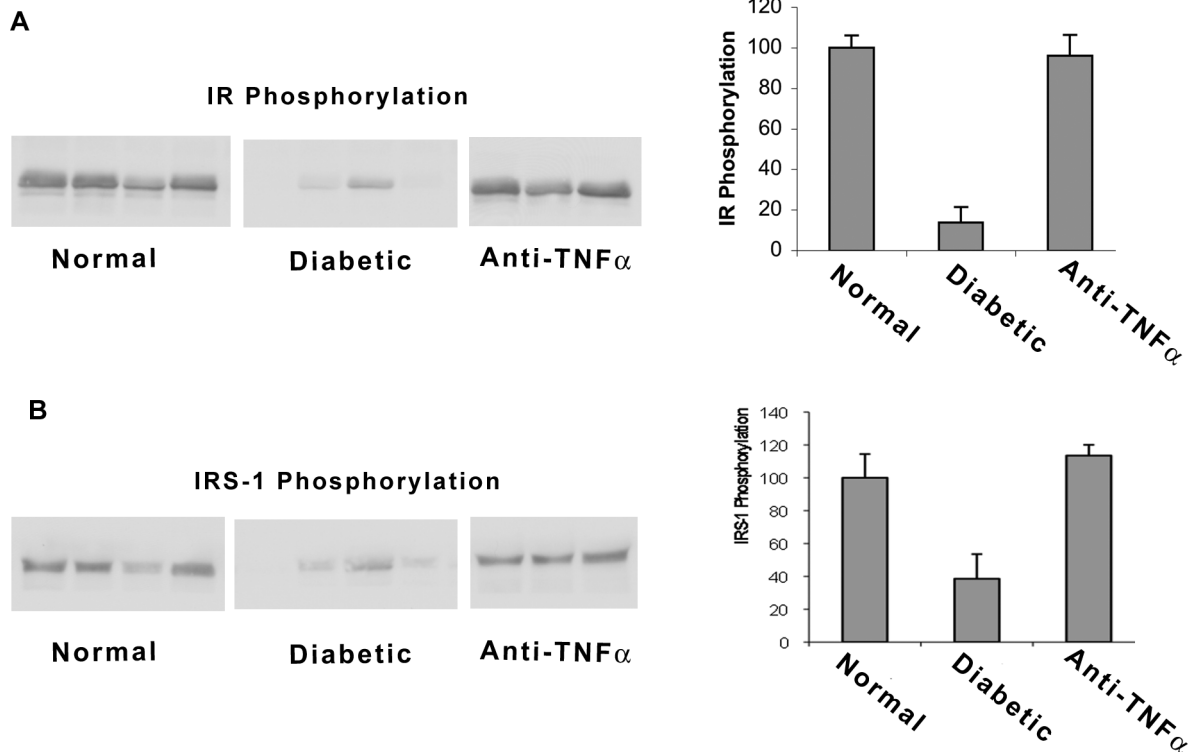 A
IR Phosphorylation
Normal
Diabetic
Anti-TNFα
IR Phosphorylation
120
100
80
60
40
20
0
Normal
Diabetic
Anti-TNFα
B
IRS-1 Phosphorylation
Normal
Diabetic
Anti-TNFα
IRS-1 Phosphorylation
140
120
100
80
60
40
20
0
Normal
Diabetic
Anti-TNFα